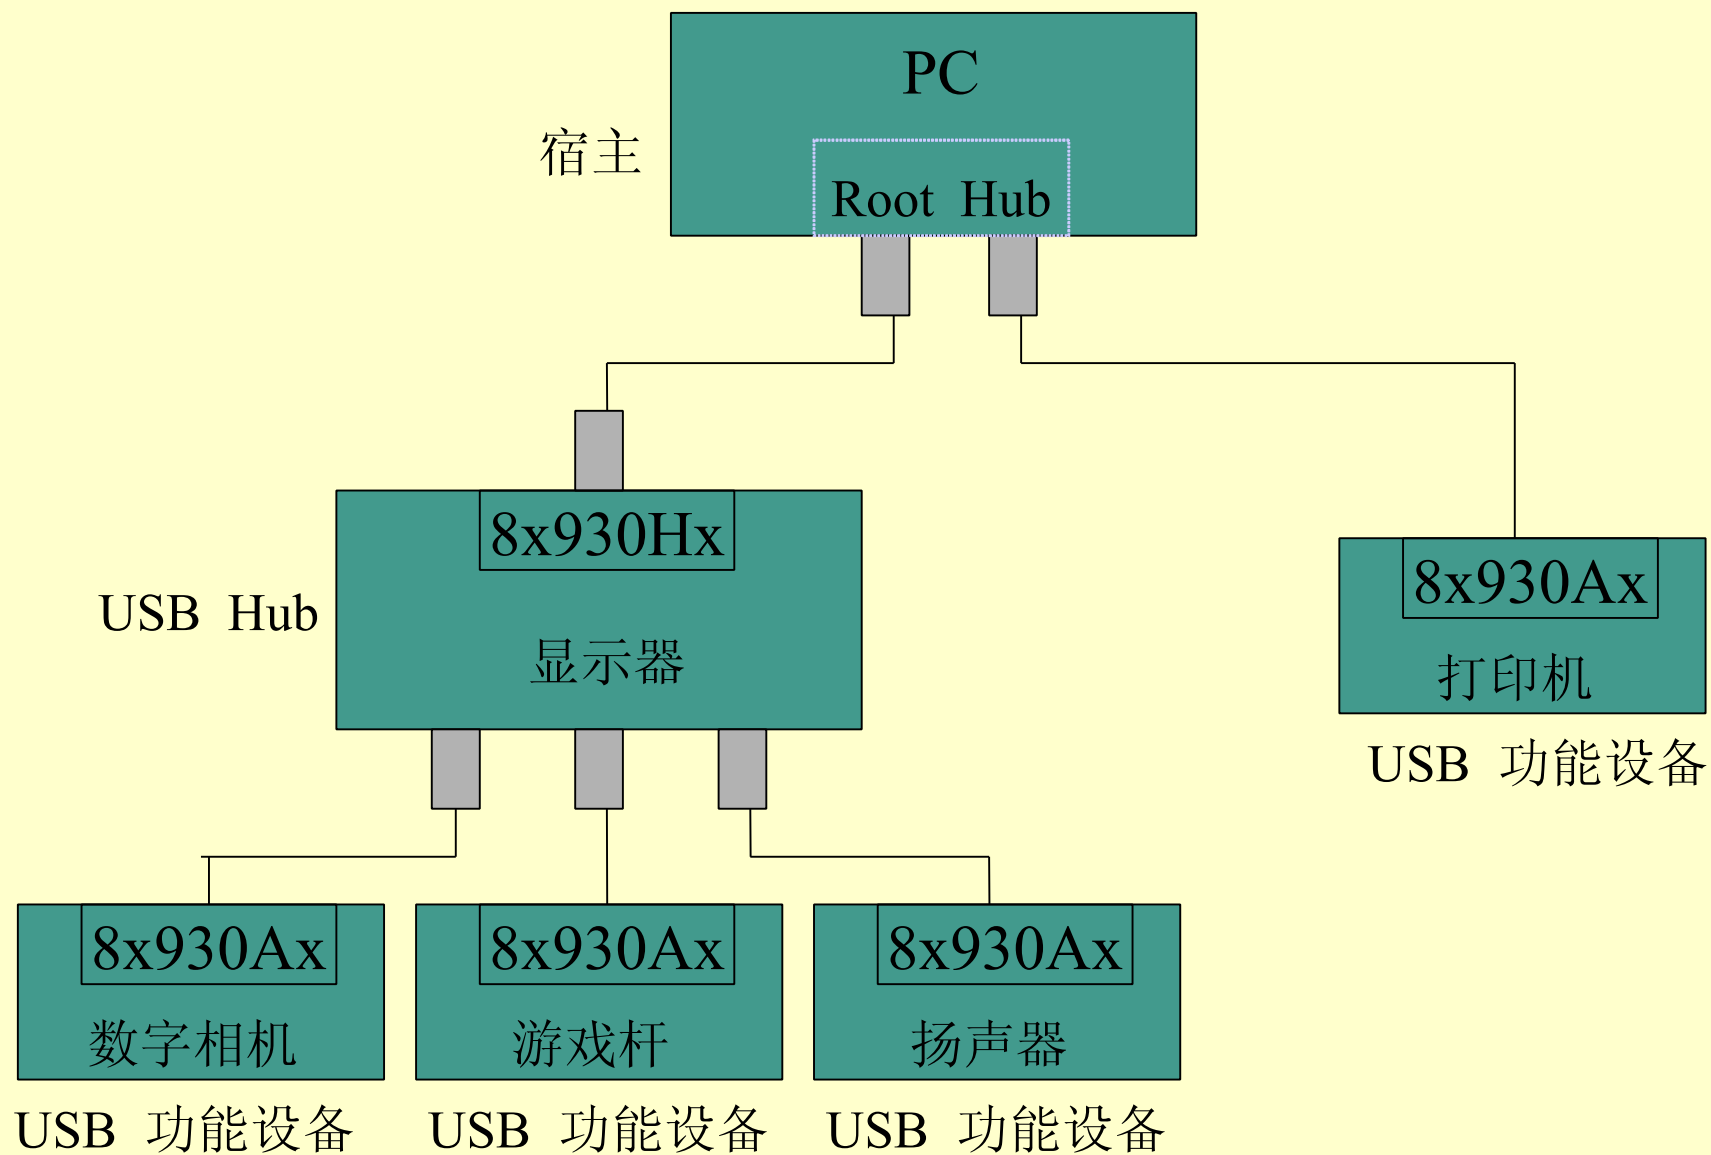 PC
宿主
Root Hub
8x930Hx
USB Hub
显示器
8x930Ax
打印机
USB 功能设备
8x930Ax
8x930Ax
8x930Ax
数字相机
游戏杆
扬声器
USB 功能设备
USB 功能设备
USB 功能设备